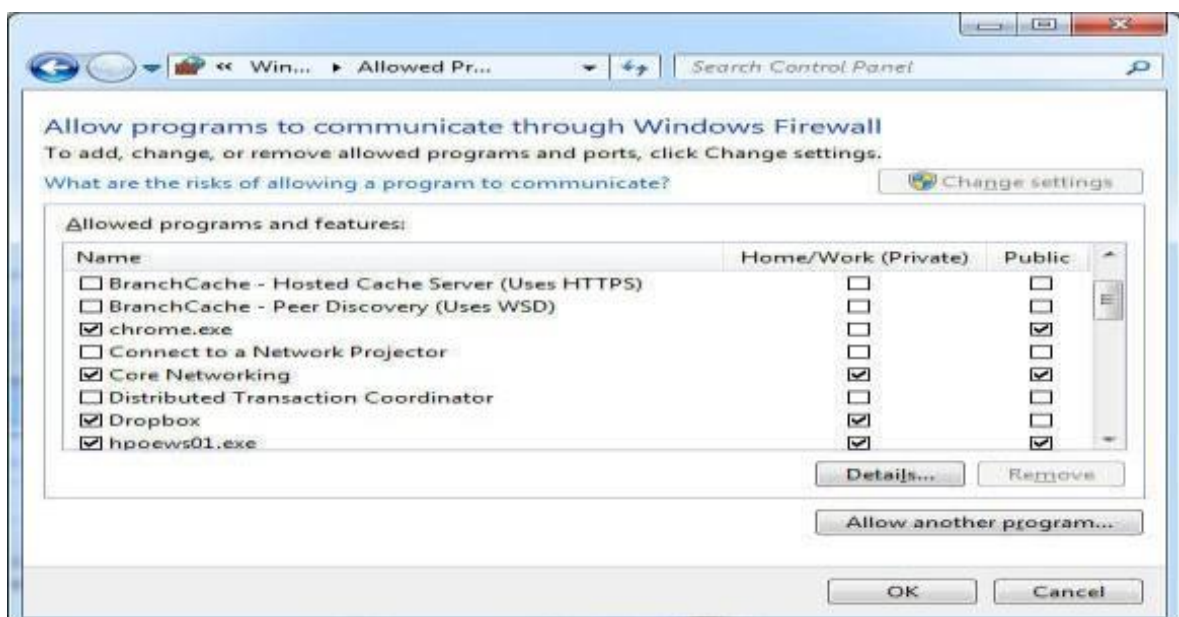 « Win... ▸ Allowed Pr... Search Control Panel
Allow programs to communicate through Windows Firewall
To add, change, or remove allowed programs and ports, click Change settings.
What are the risks of allowing a program to communicate? Change settings
Allowed programs and features:
Name Home/Work (Private) Public
BranchCache - Hosted Cache Server (Uses HTTPS)
BranchCache - Peer Discovery (Uses WSD)
chrome.exe
Connect to a Network Projector
Core Networking
Distributed Transaction Coordinator
Dropbox
hpoews01.exe
Details... Remove
Allow another program...
OK Cancel